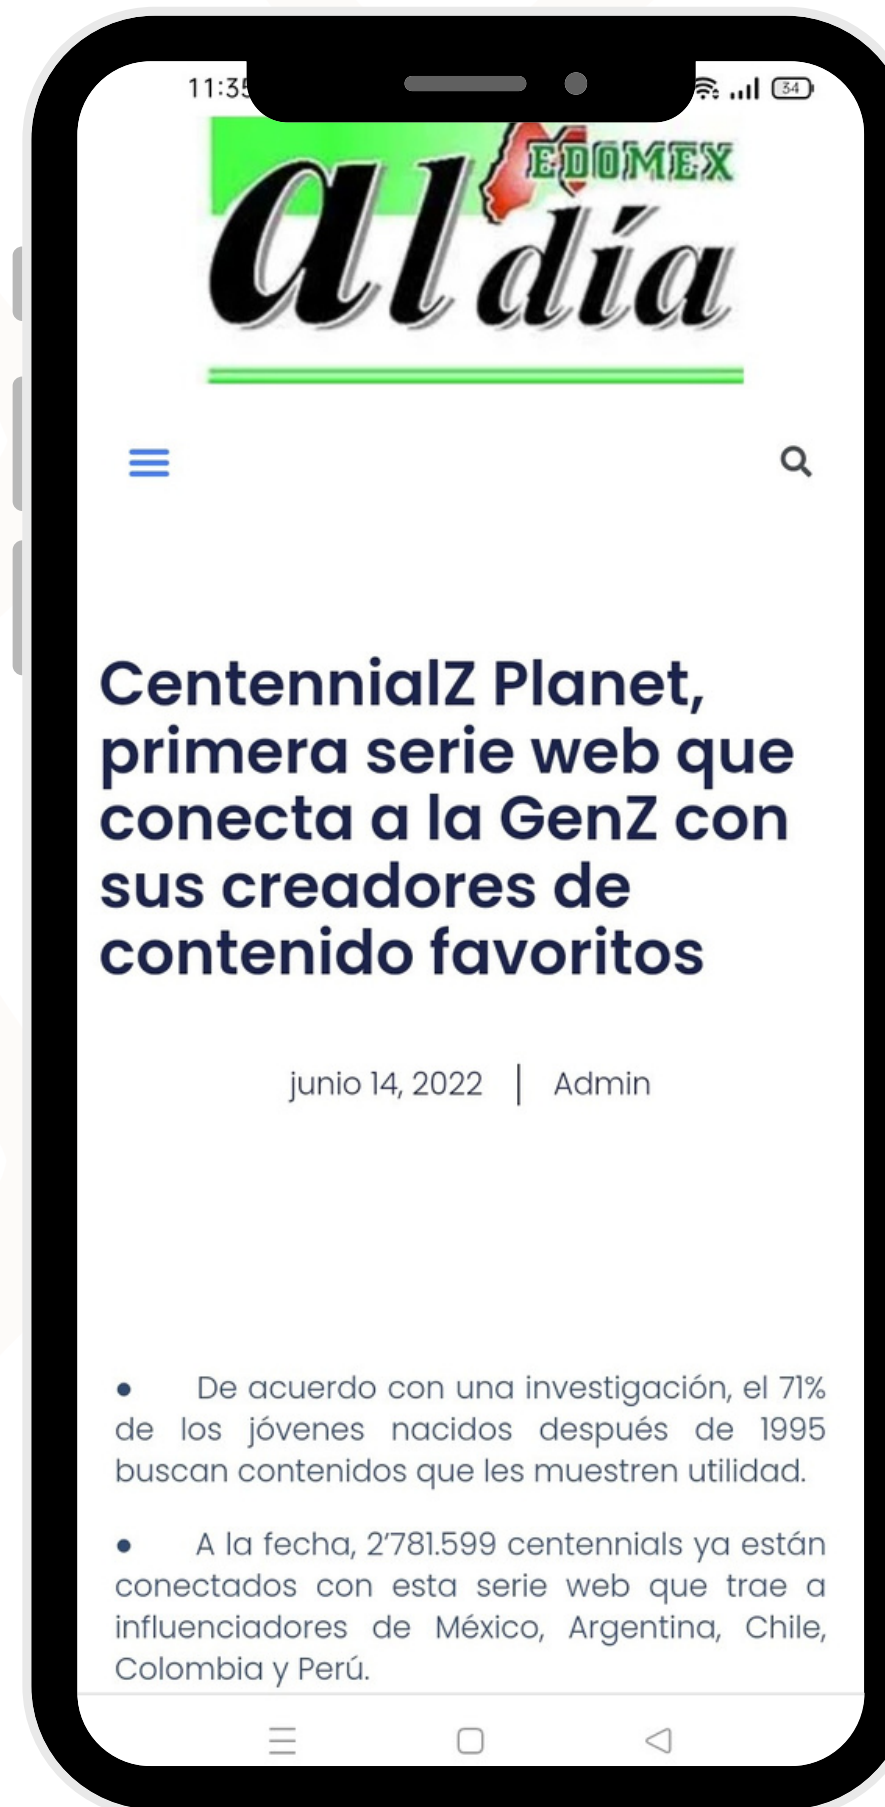 11:35
34
EDOMEX
al día
CentennialZ Planet,
primera serie web que
conecta a la GenZ con
sus creadores de
contenido favoritos
junio 14, 2022 | Admin
● De acuerdo con una investigación, el 71%
de los jóvenes nacidos después de 1995
buscan contenidos que les muestren utilidad.
● A la fecha, 2’781.599 centennials ya están
conectados con esta serie web que trae a
influenciadores de México, Argentina, Chile,
Colombia y Perú.